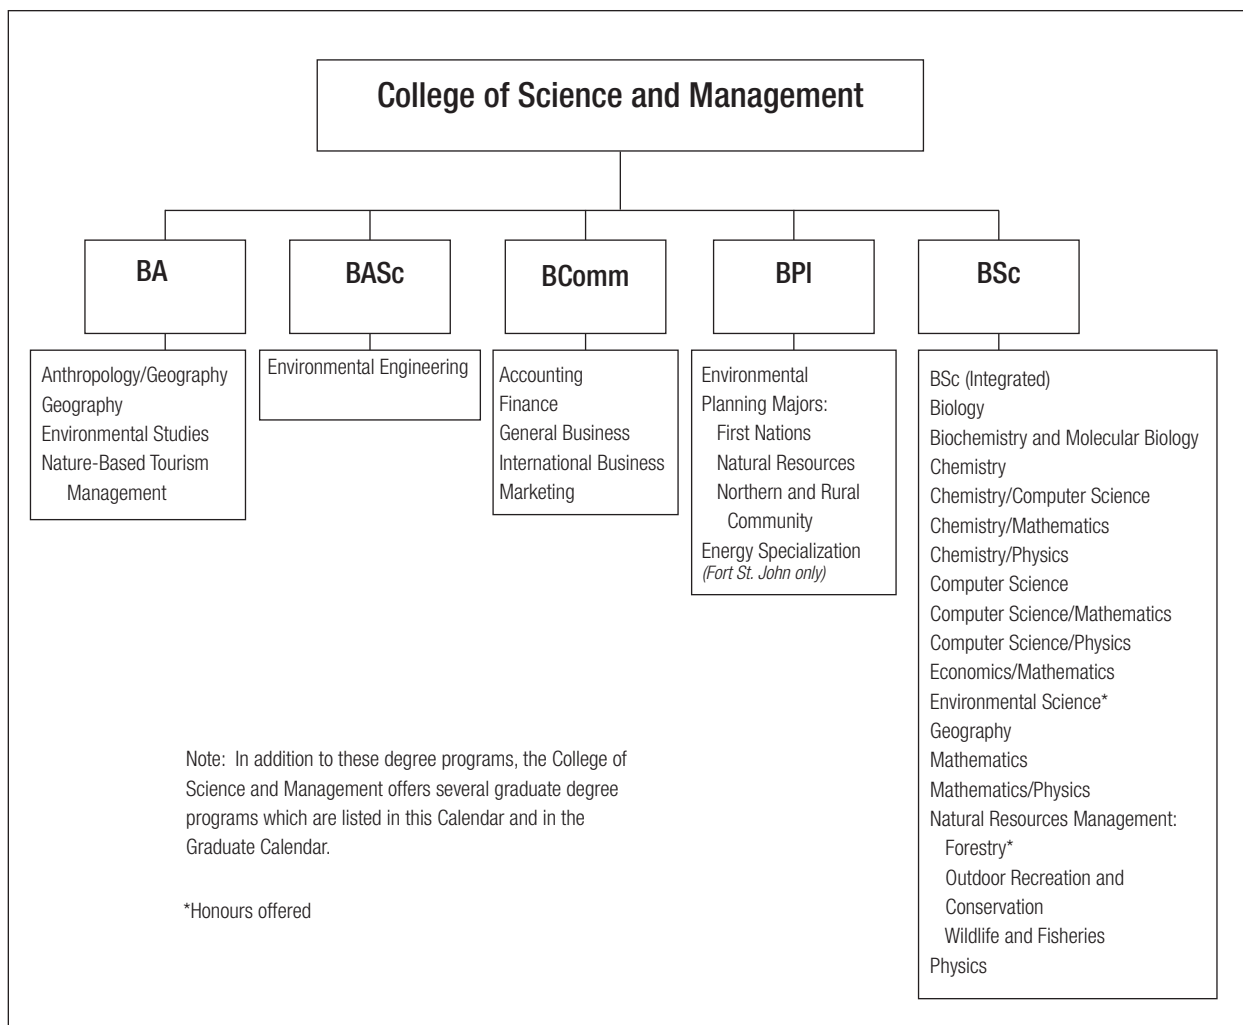 College of Science and Management
BA
BASc
BComm
BPl
BSc
Anthropology/Geography
Geography
Environmental Studies
Nature-Based Tourism
Management
Environmental Engineering
Accounting
Finance
General Business
International Business
Marketing
Environmental
Planning Majors:
First Nations
Natural Resources
Northern and Rural
Community
Energy Specialization
(Fort St. John only)
BSc (Integrated)
Biology
Biochemistry and Molecular Biology
Chemistry
Chemistry/Computer Science
Chemistry/Mathematics
Chemistry/Physics
Computer Science
Computer Science/Mathematics
Computer Science/Physics
Economics/Mathematics
Environmental Science*
Geography
Mathematics
Mathematics/Physics
Natural Resources Management:
Forestry*
Outdoor Recreation and
Conservation
Wildlife and Fisheries
Physics
Note:  In addition to these degree programs, the College of
Science and Management offers several graduate degree
programs which are listed in this Calendar and in the
Graduate Calendar.
*Honours offered